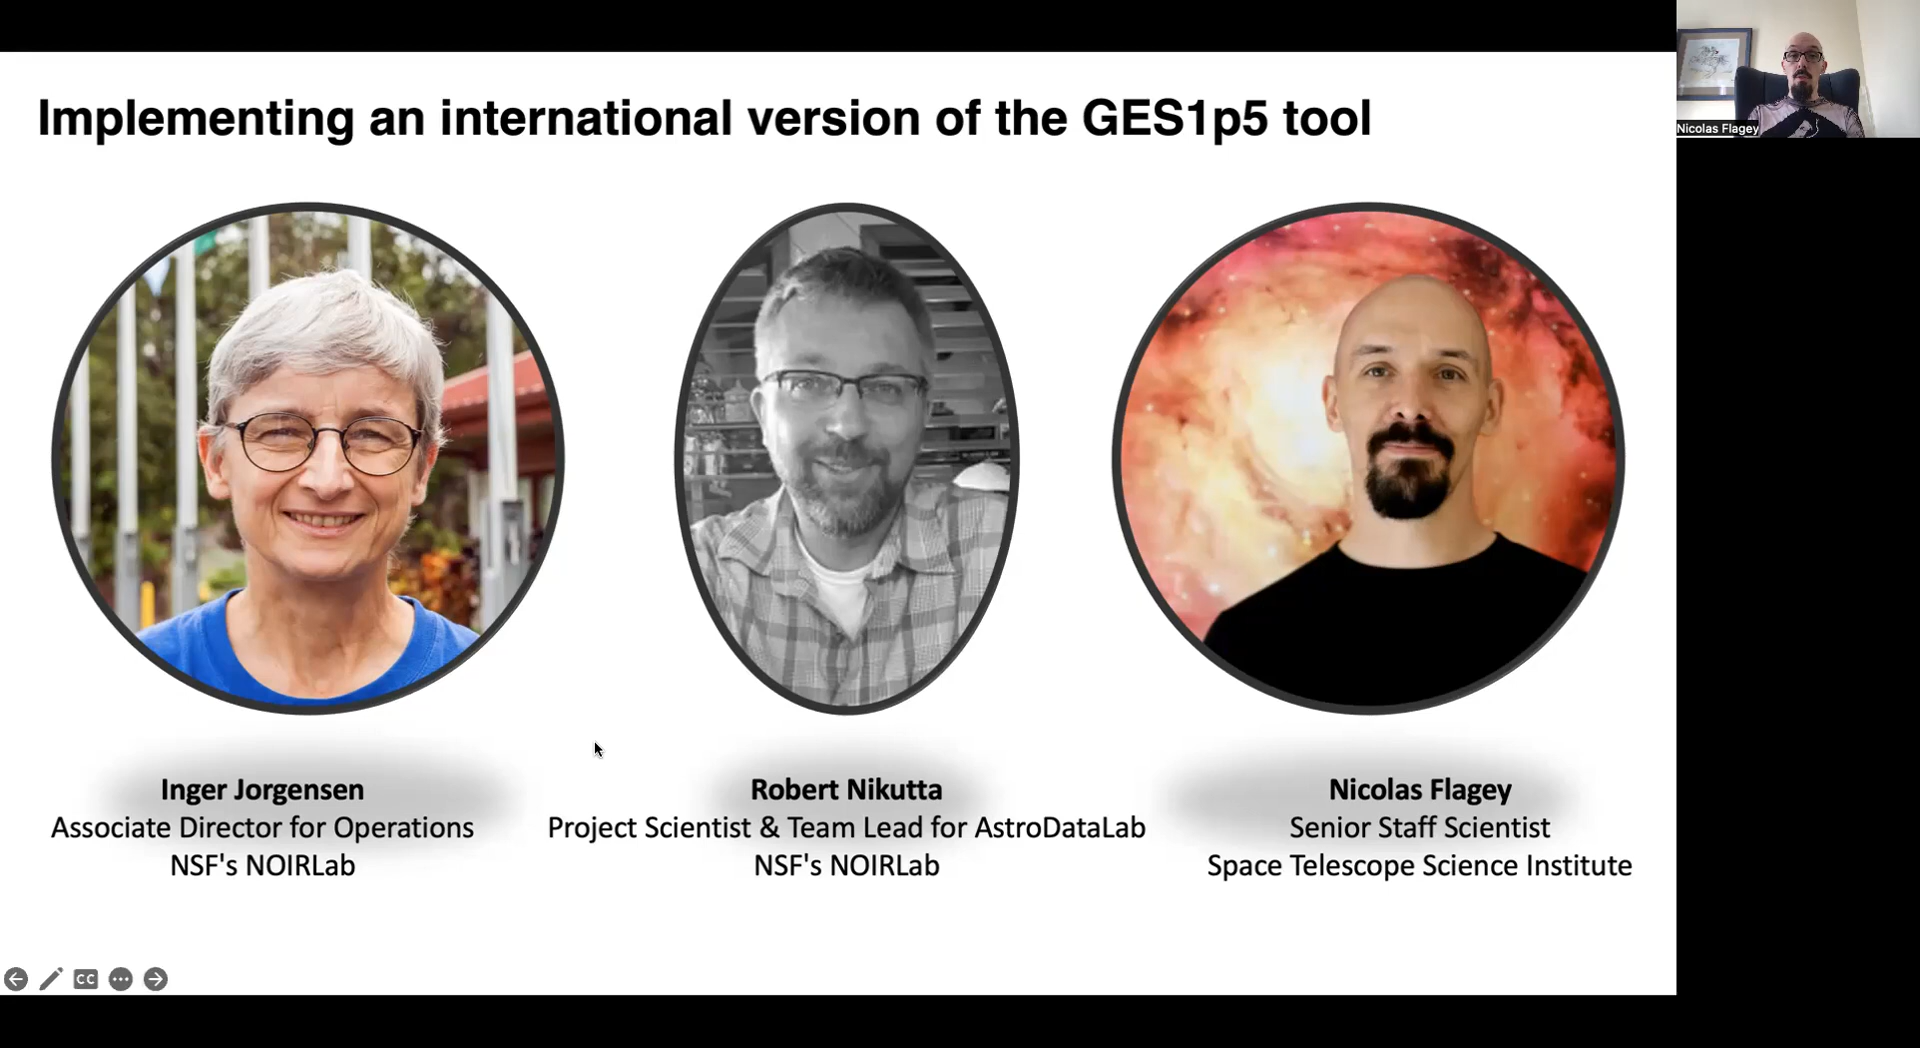 Implementing an international version of the GES1p5 tool
Nicolas Flagey
Inger Jorgensen
Associate Director for Operations
NSF's NOIRLab
Robert Nikutta
Project Scientist & Team Lead for AstroDataLab
NSF's NOIRLab
Nicolas Flagey
Senior Staff Scientist
Space Telescope Science Institute
CC